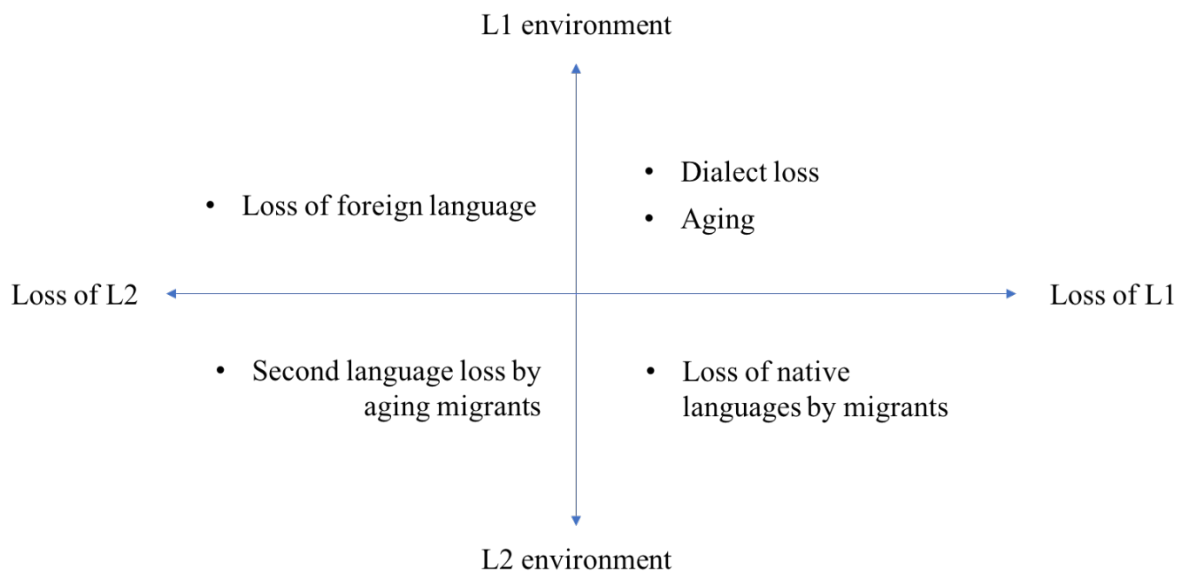 L1 environment
• Dialect loss
• Loss of foreign language
• Aging
Loss of L2
Loss of L1
• Second language loss by
aging migrants
• Loss of native
languages by migrants
L2 environment